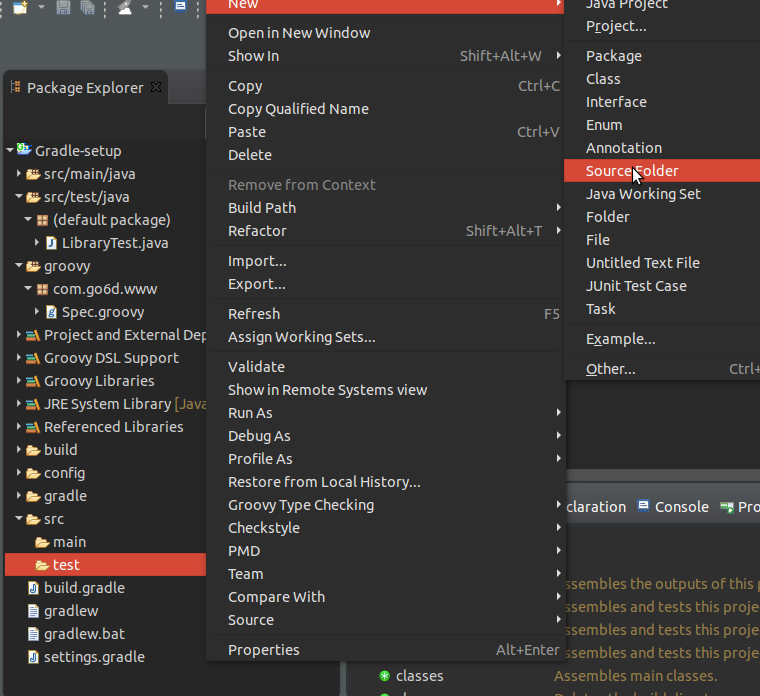 Package Explorer
Gradle-setup
src/main/java
src/test/java
(default package)
LibraryTest.java
groovy
com.go6d.www
Spec.groovy
Project and External Dep
Groovy DSL Support
Groovy Libraries
JRE System Library [Java
Referenced Libraries
build
config
gradle
src
main
test
build.gradle
gradlew
gradlew.bat
settings.gradle
New
Open in New Window
Show In Shift+Alt+W
Copy Ctrl+C
Copy Qualified Name
Paste Ctrl+V
Delete
Remove from Context
Build Path
Refactor Shift+Alt+T
Import...
Export...
Refresh F5
Assign Working Sets...
Validate
Show in Remote Systems view
Run As
Debug As
Profile As
Restore from Local History...
Groovy Type Checking
Checkstyle
PMD
Team
Compare With
Source
Properties Alt+Enter
Java Project
Project...
Package
Class
Interface
Enum
Annotation
Source Folder
Java Working Set
Folder
File
Untitled Text File
JUnit Test Case
Task
Example...
Other... Ctrl+
claration Console Pro
ssembles the outputs of this p
ssembles and tests this proje
ssembles and tests this proje
ssembles and tests this proje
classes Assembles main classes.